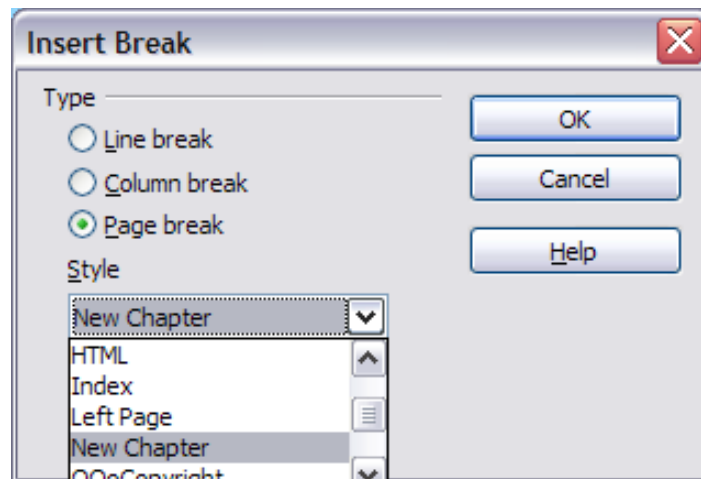 Insert Break
Type
Line break
Column break
Page break
Style
New Chapter
HTML
Index
Left Page
New Chapter
OOoCopyright
OK
Cancel
Help